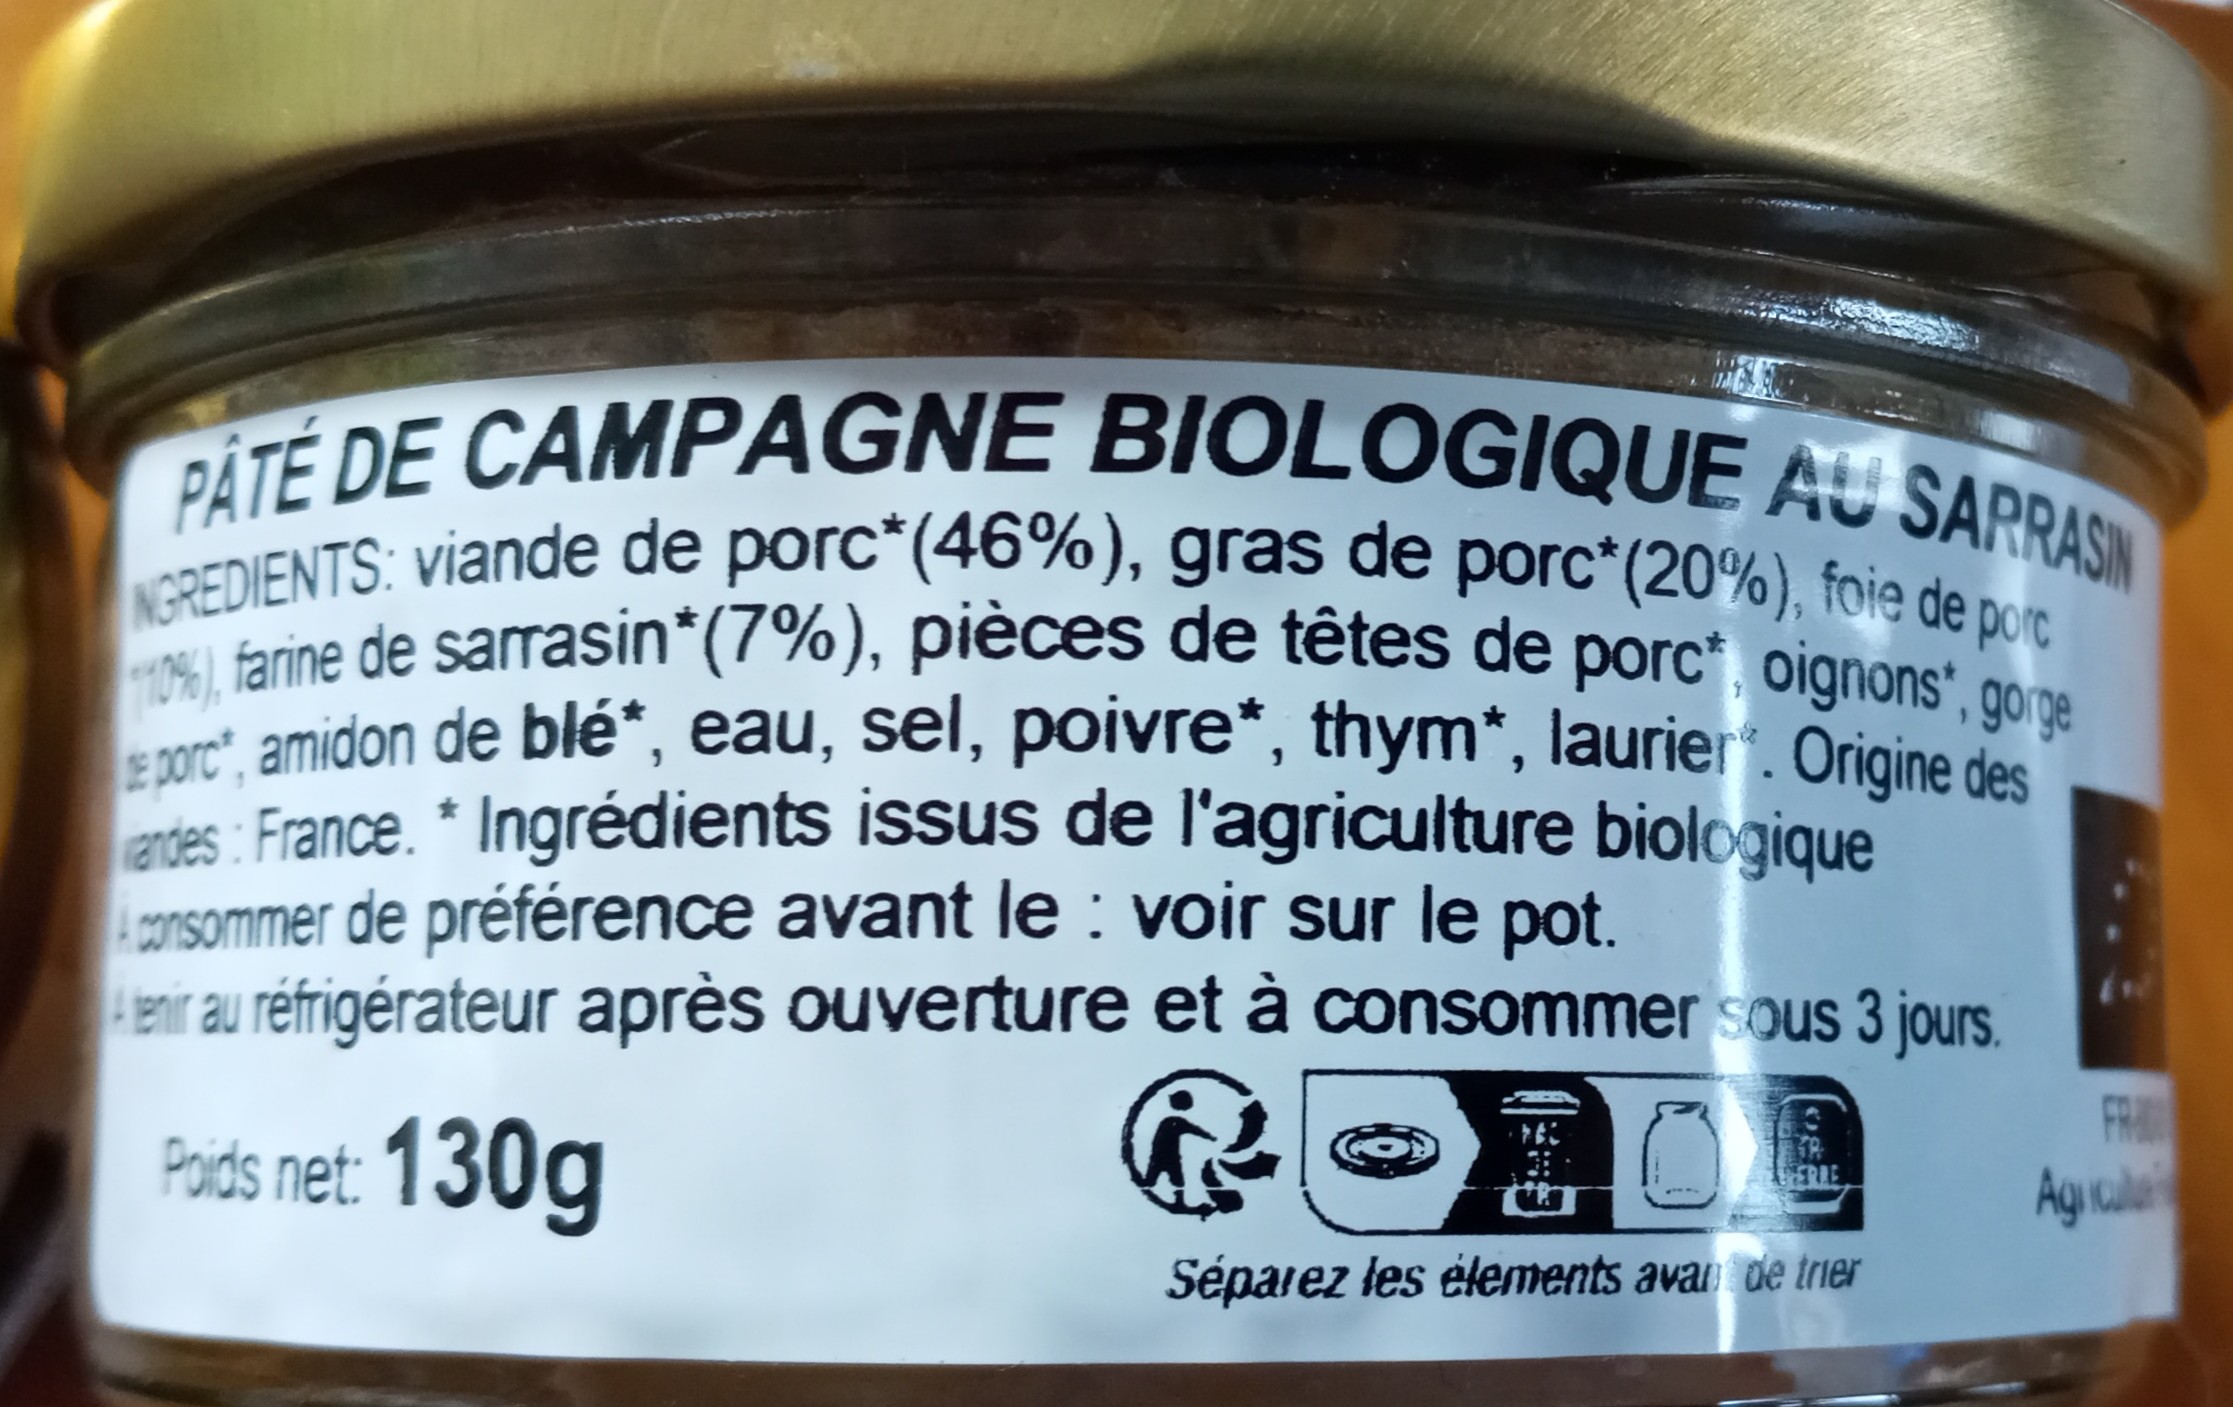 PÂTÉ DE CAMPAGNE BIOLOGIQUE AU SARRASIN
INGREDIENTS: viande de porc*(46%), gras de porc*(20%), foie de porc
*(10%), farine de sarrasin*(7%), pièces de têtes de porc*, oignons*, gorge
de porc*, amidon de blé*, eau, sel, poivre*, thym*, laurier*. Origine des
viandes : France. * Ingrédients issus de l'agriculture biologique
A consommer de préférence avant le : voir sur le pot.
A tenir au réfrigérateur après ouverture et à consommer sous 3 jours.
Poids net: 130g
Séparez les élements avant de trier